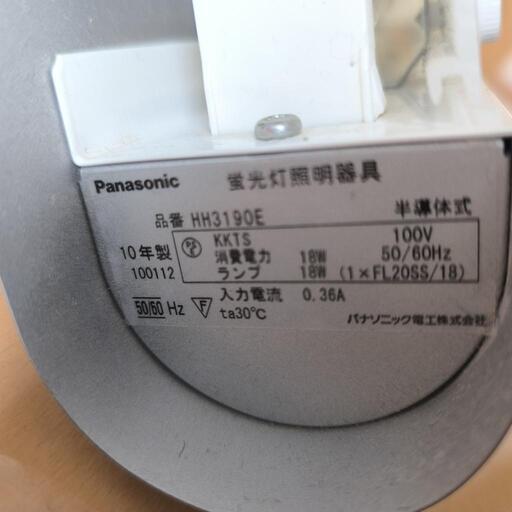 Panasonic 蛍光灯照明器具
品番 HH3190E 半導体式
10年製 PSE KKTS 100V
消費電力 18W 50/60Hz
100112 ランプ 18W (1×FL20SS/18)
50/60 Hz F 入力電流 0.36A
ta30℃
パナソニック電工株式会社